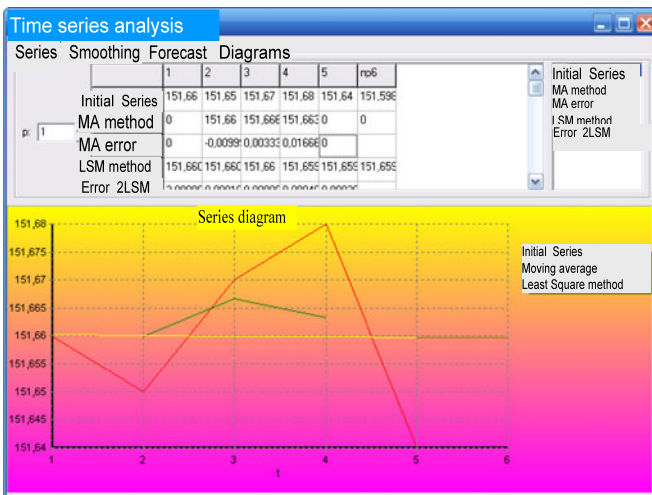 Time series analysis
Series Smoothing Forecast Diagrams
1 2 3 4 5 пр6
Initial Series 151,66 151,65 151,67 151,68 151,64
MA method 0 151,66 151,666 151,663 0 0
p: 1
MA error 0 -0,0099 0,00333 0,01666 0
LSM method 151,660 151,660 151,66 151,659 151,659 151,659
Error 2LSM
Initial Series
MA method
MA error
LSM method
Error 2LSM
Series diagram
151,68
151,675
151,67
151,665
151,66
151,655
151,65
151,645
151,64
1 2 3 4 5 6
t
Initial Series
Moving average
Least Square method